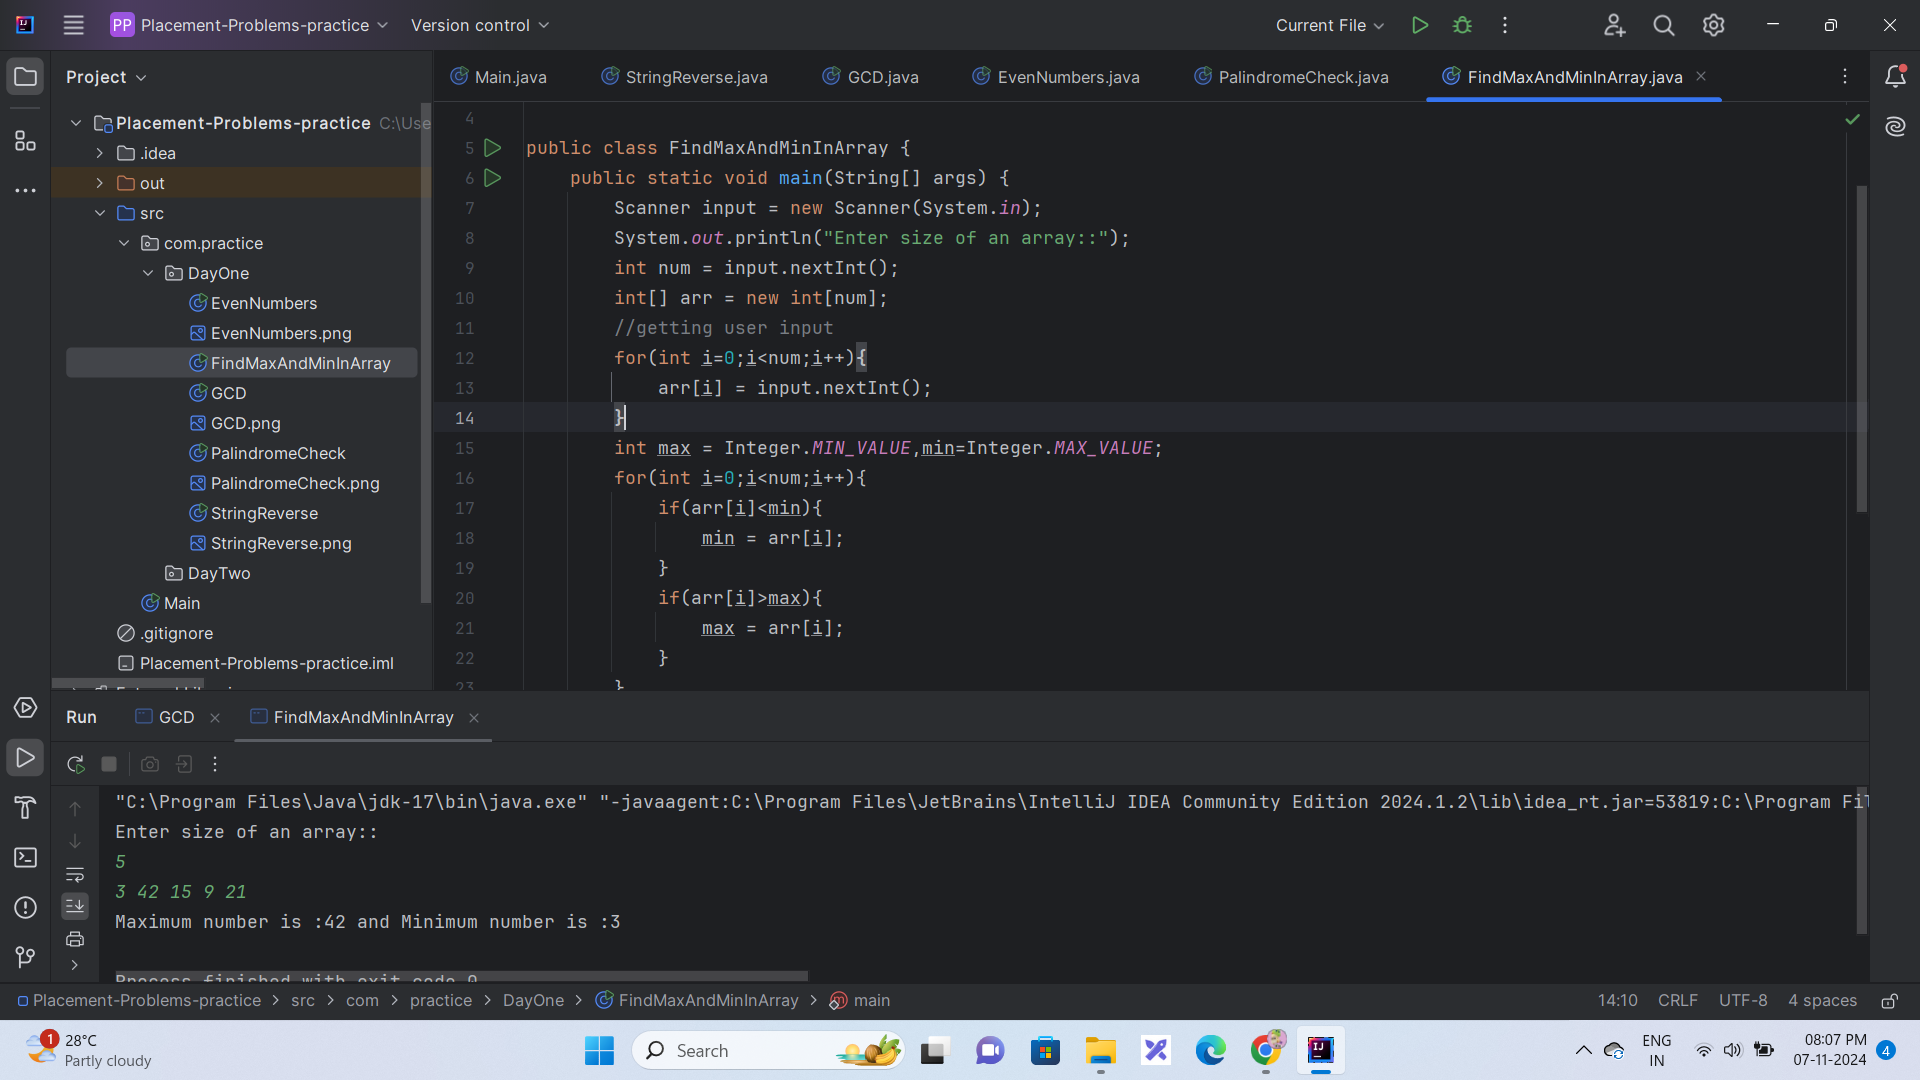 PP Placement-Problems-practice Version control Current File
Project
Main.java StringReverse.java GCD.java EvenNumbers.java PalindromeCheck.java FindMaxAndMinInArray.java
Placement-Problems-practice C:\Use
.idea
out
src
com.practice
DayOne
EvenNumbers
EvenNumbers.png
FindMaxAndMinInArray
GCD
GCD.png
PalindromeCheck
PalindromeCheck.png
StringReverse
StringReverse.png
DayTwo
Main
.gitignore
Placement-Problems-practice.iml
4
5 public class FindMaxAndMinInArray {
6 public static void main(String[] args) {
7 Scanner input = new Scanner(System.in);
8 System.out.println("Enter size of an array::");
9 int num = input.nextInt();
10 int[] arr = new int[num];
11 //getting user input
12 for(int i=0;i<num;i++){
13 arr[i] = input.nextInt();
14 }
15 int max = Integer.MIN_VALUE,min=Integer.MAX_VALUE;
16 for(int i=0;i<num;i++){
17 if(arr[i]<min){
18 min = arr[i];
19 }
20 if(arr[i]>max){
21 max = arr[i];
22 }
23 }
Run GCD FindMaxAndMinInArray
"C:\Program Files\Java\jdk-17\bin\java.exe" "-javaagent:C:\Program Files\JetBrains\IntelliJ IDEA Community Edition 2024.1.2\lib\idea_rt.jar=53819:C:\Program Fil
Enter size of an array::
5
3 42 15 9 21
Maximum number is :42 and Minimum number is :3
Process finished with exit code 0
Placement-Problems-practice > src > com > practice > DayOne > FindMaxAndMinInArray > main 14:10 CRLF UTF-8 4 spaces
1 28°C
Partly cloudy
Search
ENG
IN
08:07 PM
07-11-2024
4